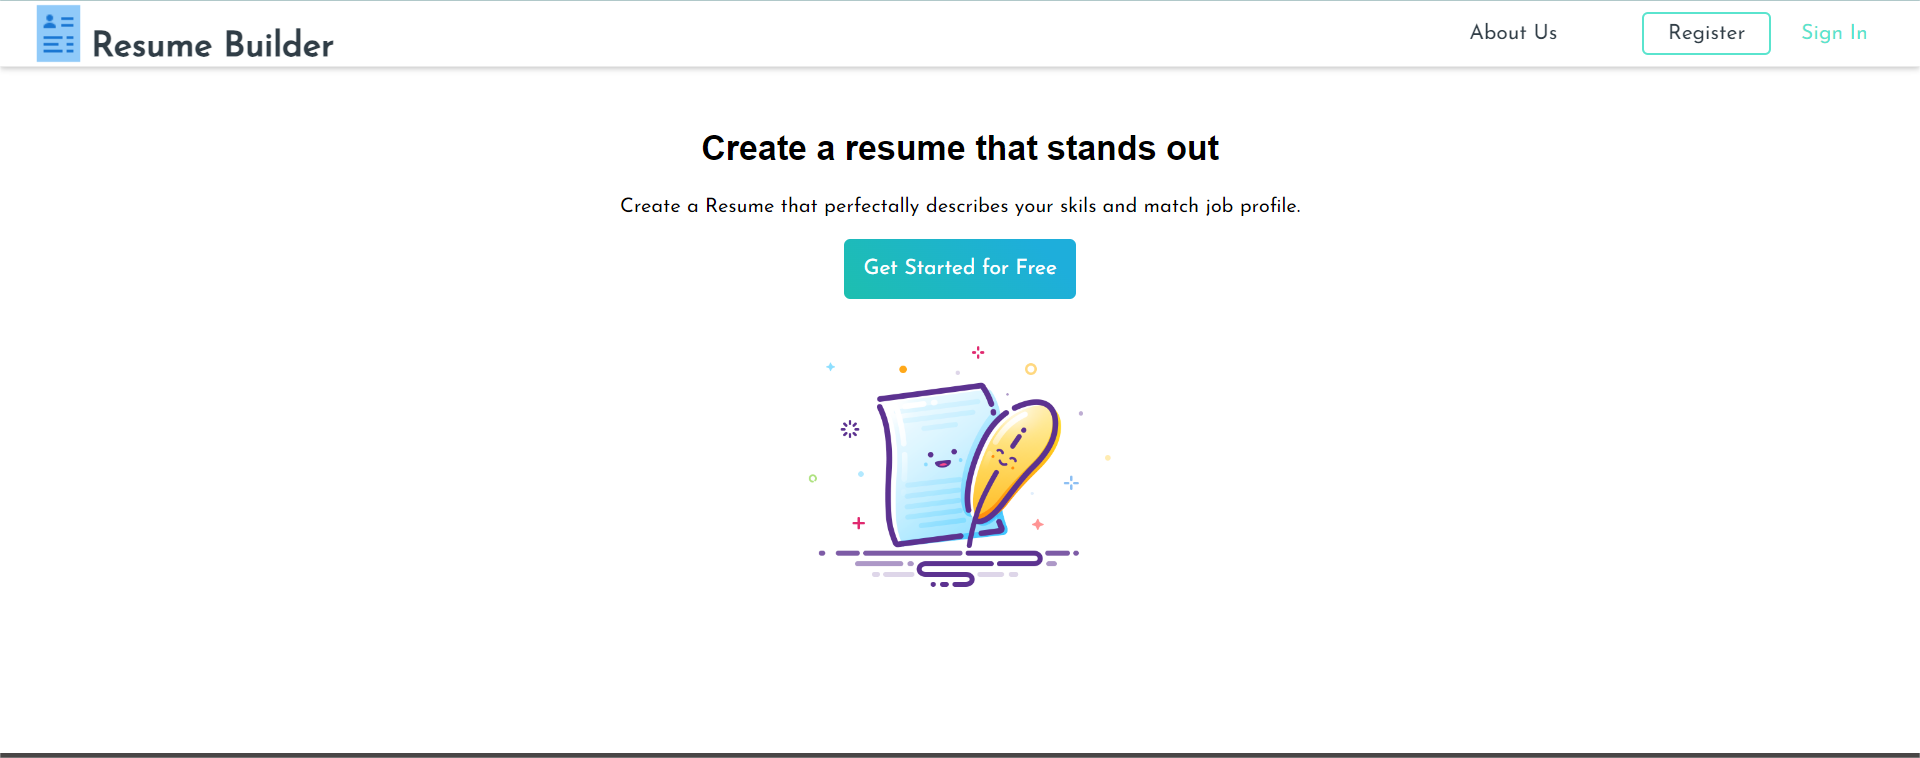 Resume Builder
About Us
Register
Sign In
Create a resume that stands out
Create a Resume that perfectally describes your skils and match job profile.
Get Started for Free